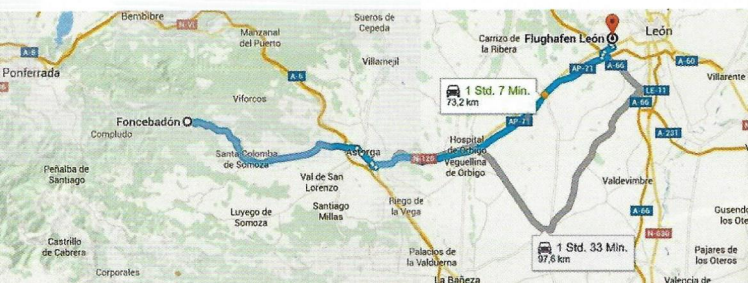 Bembibre
N-VI
Manzanal
del Puerto
Sueros de
Cepeda
Carrizo de
la Ribera
Flughafen León
León
A-6
Ponferrada
A-6
Villamejil
AP-71
A-66
A-60
Villarente
1 Std. 7 Min.
73,2 km
LE-11
A-66
Viforcos
Foncebadón
Compludo
AP-71
A-231
Santa Colomba
de Somoza
Astorga
N-120
Hospital
de Órbigo
Veguellina
de Órbigo
Peñalba de
Santiago
Val de San
Lorenzo
Valdevimbre
Luyego de
Somoza
Santiago
Millas
Riego de
la Vega
A-66
Gusendo
los Ote
N-630
Castrillo
de Cabrera
1 Std. 33 Min.
97,6 km
Palacios de
la Valduerna
Pajares de
los Oteros
Corporales
La Bañeza
Valencia de